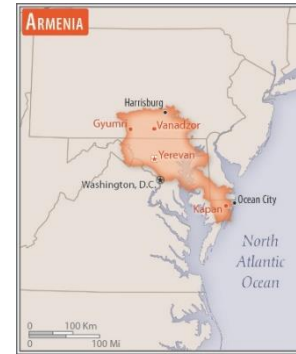 ARMENIA
Harrisburg
Gyumri Vanadzor
Yerevan
Washington, D.C.
Ocean City
Kapan
North
Atlantic
Ocean
0 100 Km
0 100 Mi